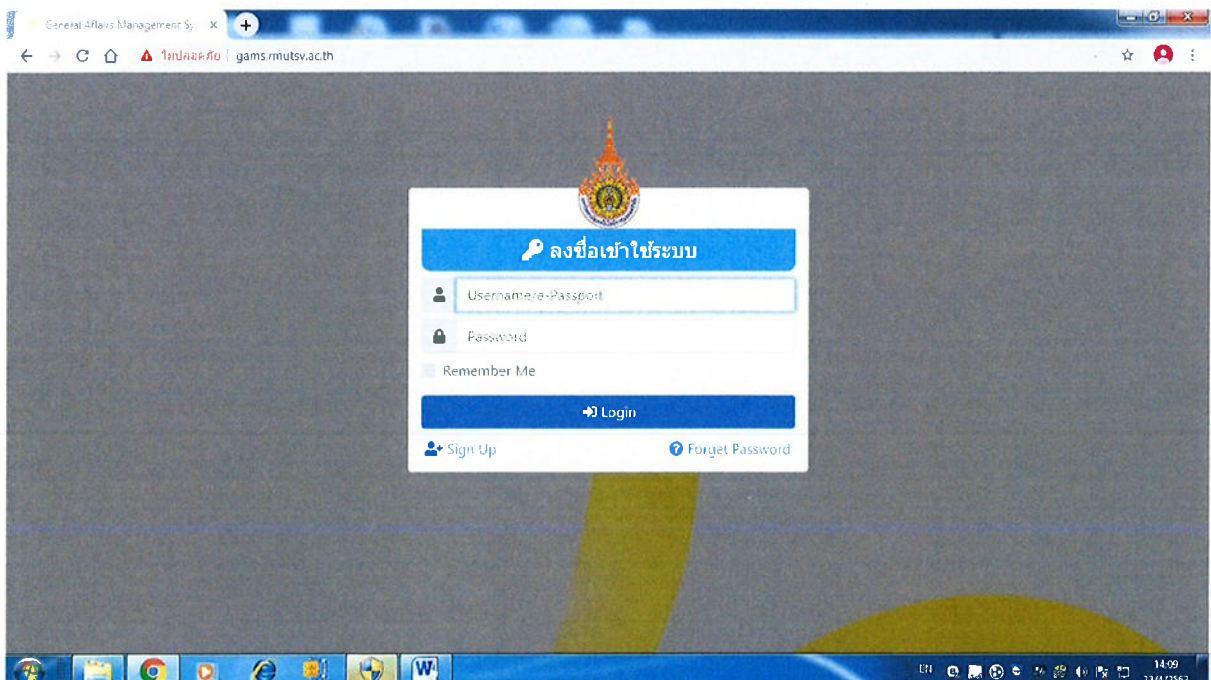 General Affairs Management Sy
ไม่ปลอดภัย gams.rmutsv.ac.th
ลงชื่อเข้าใช้ระบบ
Username/e-Passport
Password
Remember Me
Login
Sign Up
Forget Password
EN
14:09
W